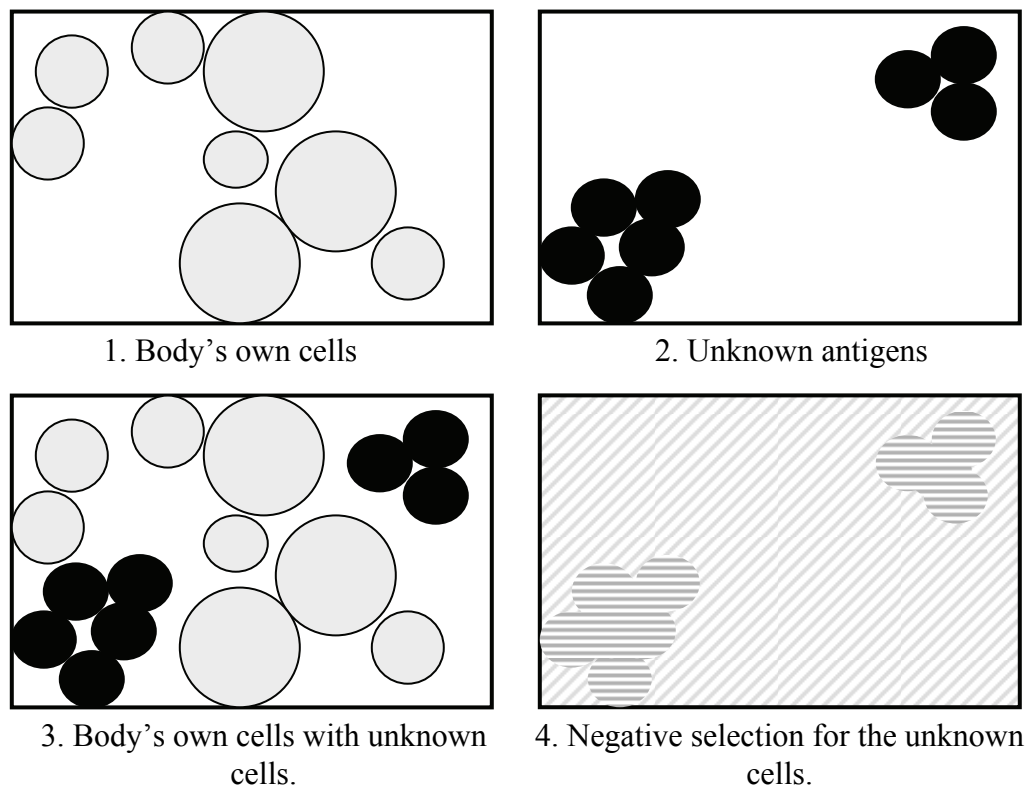 1. Body’s own cells
2. Unknown antigens
3. Body’s own cells with unknown
cells.
4. Negative selection for the unknown
cells.